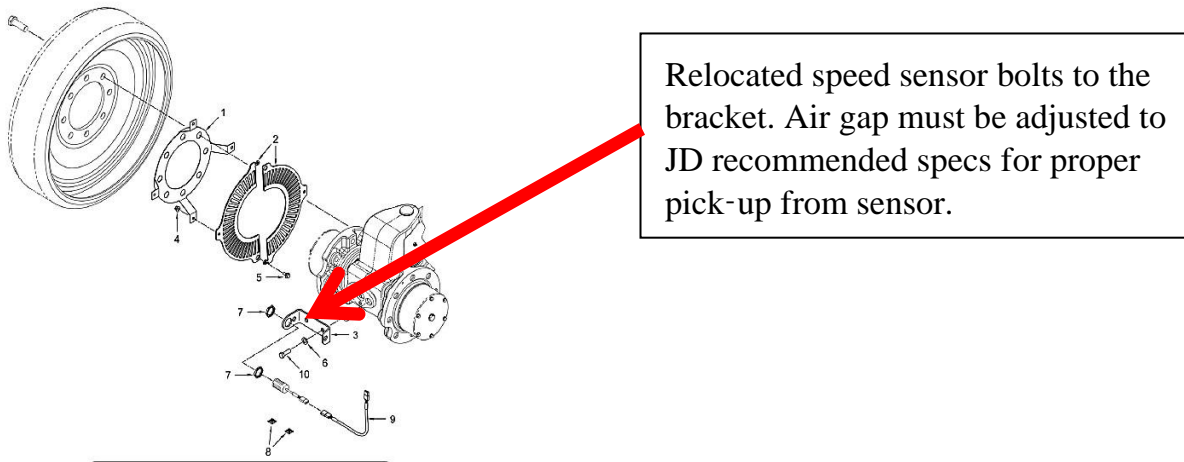 Relocated speed sensor bolts to the
bracket. Air gap must be adjusted to
JD recommended specs for proper
pick-up from sensor.
1
2
4
5
7
3
6
10
7
9
8